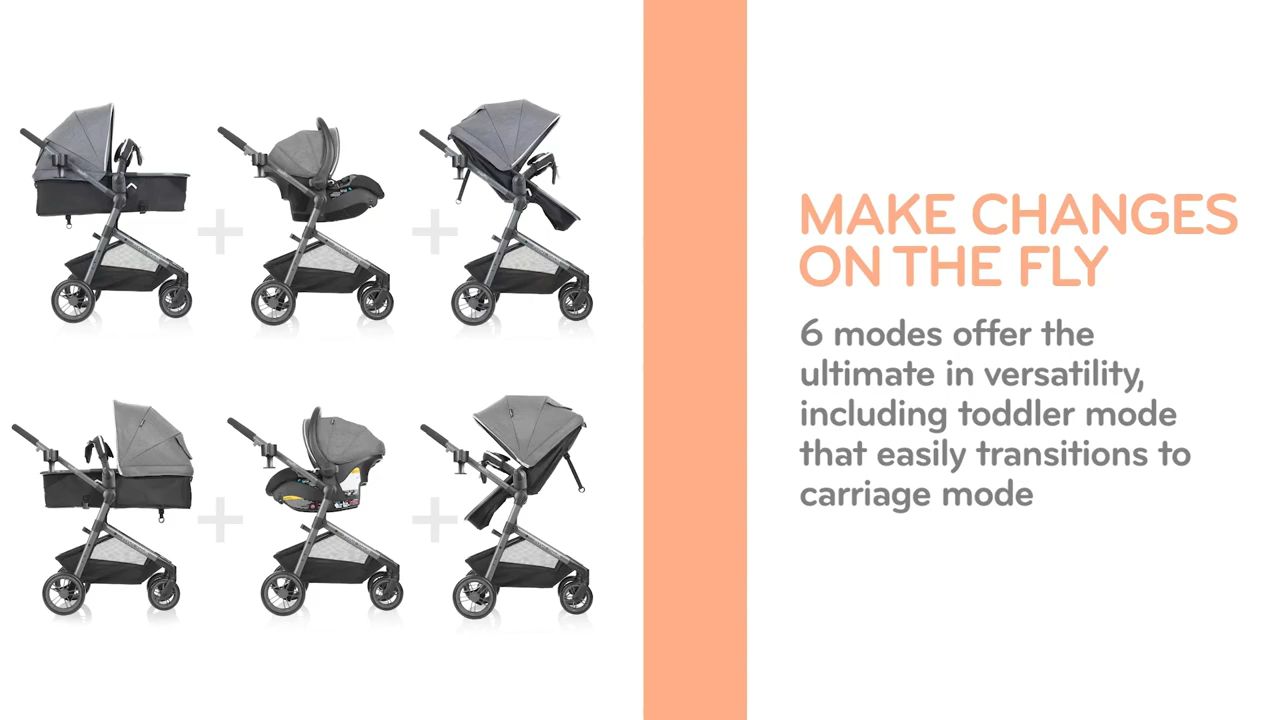 MAKE CHANGES
ON THE FLY
6 modes offer the
ultimate in versatility,
including toddler mode
that easily transitions to
carriage mode